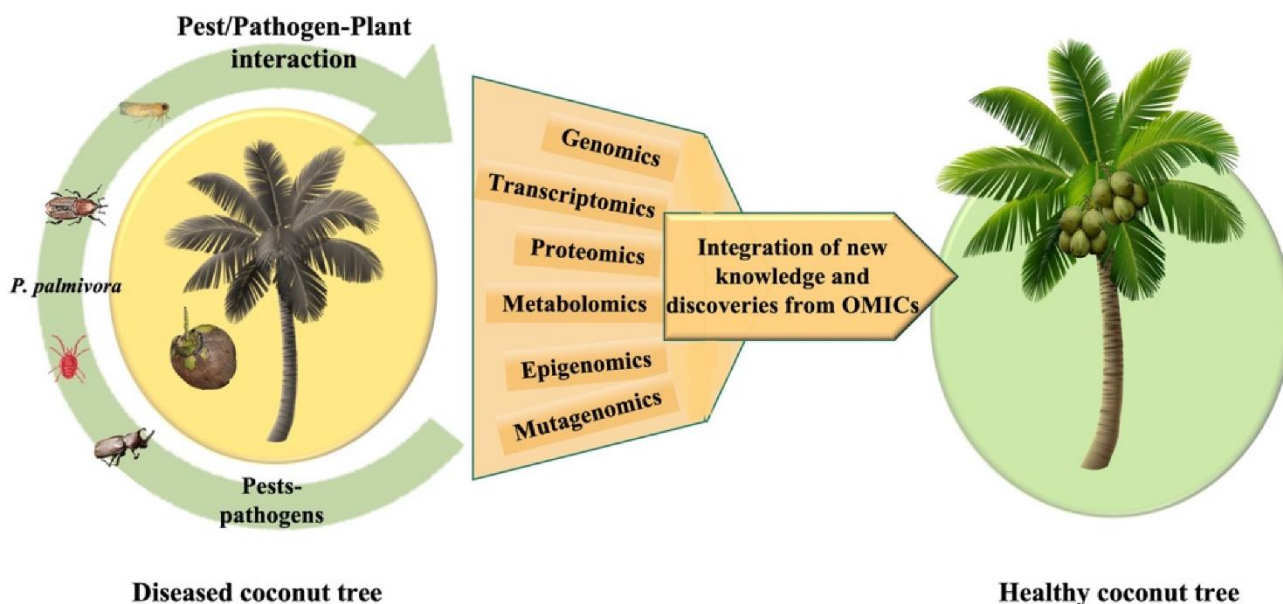 Pest/Pathogen-Plant
interaction
P. palmivora
Pests-
pathogens
Genomics
Transcriptomics
Proteomics
Metabolomics
Epigenomics
Mutagenomics
Integration of new
knowledge and
discoveries from OMICs
Diseased coconut tree
Healthy coconut tree